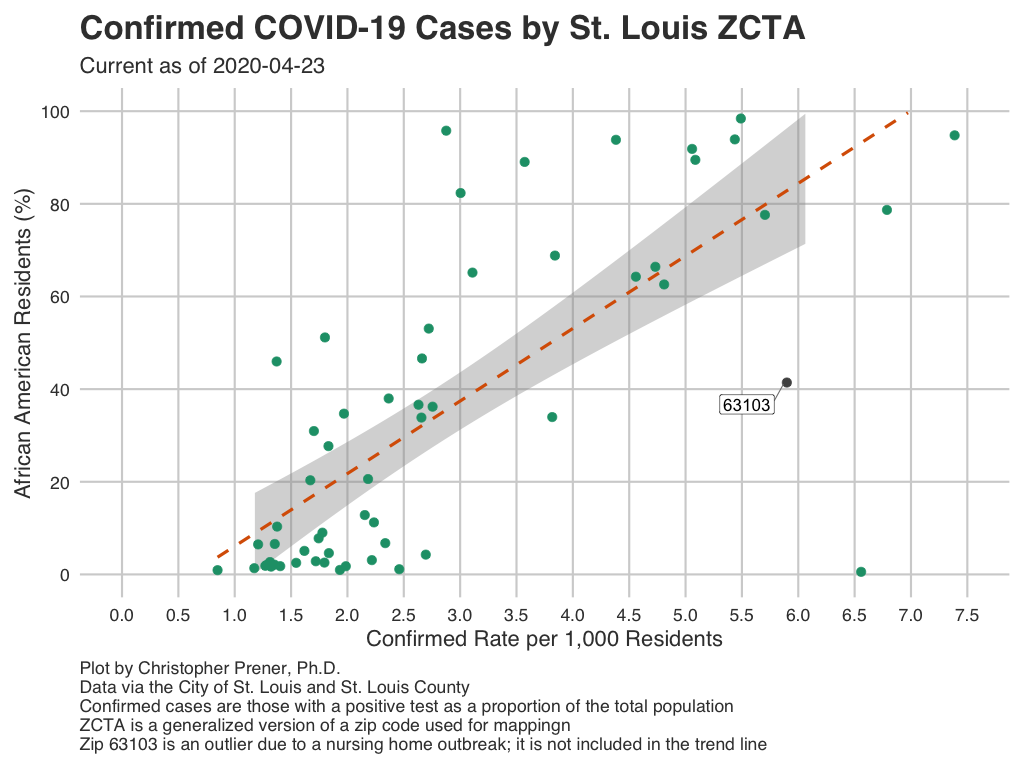 Confirmed COVID-19 Cases by St. Louis ZCTA
Current as of 2020-04-23
African American Residents (%)
100
80
60
40
20
0
63103
0.0 0.5 1.0 1.5 2.0 2.5 3.0 3.5 4.0 4.5 5.0 5.5 6.0 6.5 7.0 7.5
Confirmed Rate per 1,000 Residents
Plot by Christopher Prener, Ph.D.
Data via the City of St. Louis and St. Louis County
Confirmed cases are those with a positive test as a proportion of the total population
ZCTA is a generalized version of a zip code used for mappingn
Zip 63103 is an outlier due to a nursing home outbreak; it is not included in the trend line